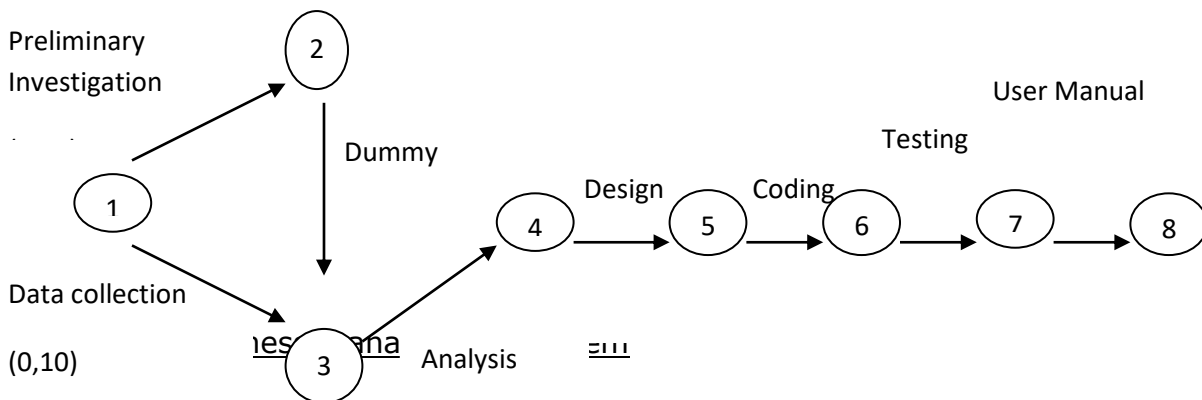 Preliminary
Investigation
2
User Manual
Testing
Dummy
Design
Coding
1
4
5
6
7
8
Data collection
(0,10)
3
Analysis